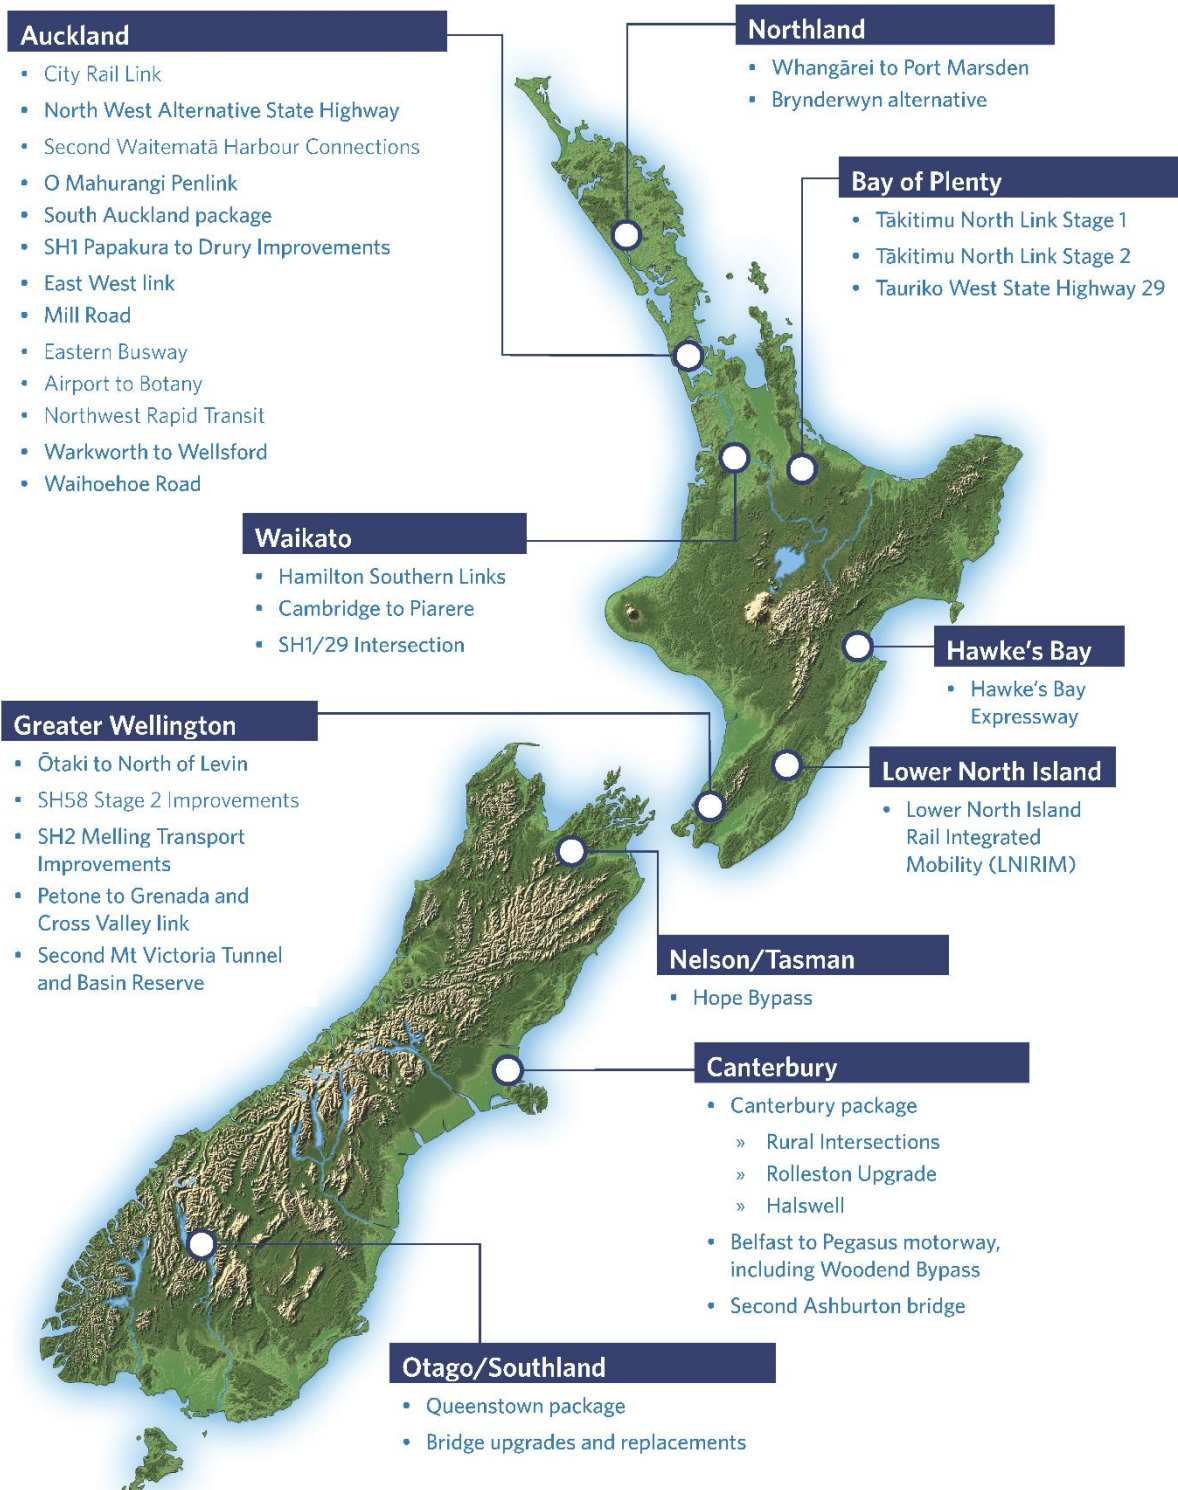 Auckland
• City Rail Link
• North West Alternative State Highway
• Second Waitematā Harbour Connections
• O Mahurangi Penlink
• South Auckland package
• SH1 Papakura to Drury Improvements
• East West link
• Mill Road
• Eastern Busway
• Airport to Botany
• Northwest Rapid Transit
• Warkworth to Wellsford
• Waihoehoe Road
Northland
• Whangārei to Port Marsden
• Brynderwyn alternative
Bay of Plenty
• Tākitimu North Link Stage 1
• Tākitimu North Link Stage 2
• Tauriko West State Highway 29
Waikato
• Hamilton Southern Links
• Cambridge to Piarere
• SH1/29 Intersection
Hawke's Bay
• Hawke's Bay
Expressway
Greater Wellington
• Ōtaki to North of Levin
• SH58 Stage 2 Improvements
• SH2 Melling Transport
Improvements
• Petone to Grenada and
Cross Valley link
• Second Mt Victoria Tunnel
and Basin Reserve
Lower North Island
• Lower North Island
Rail Integrated
Mobility (LNIRIM)
Nelson/Tasman
• Hope Bypass
Canterbury
• Canterbury package
» Rural Intersections
» Rolleston Upgrade
» Halswell
• Belfast to Pegasus motorway,
including Woodend Bypass
• Second Ashburton bridge
Otago/Southland
• Queenstown package
• Bridge upgrades and replacements